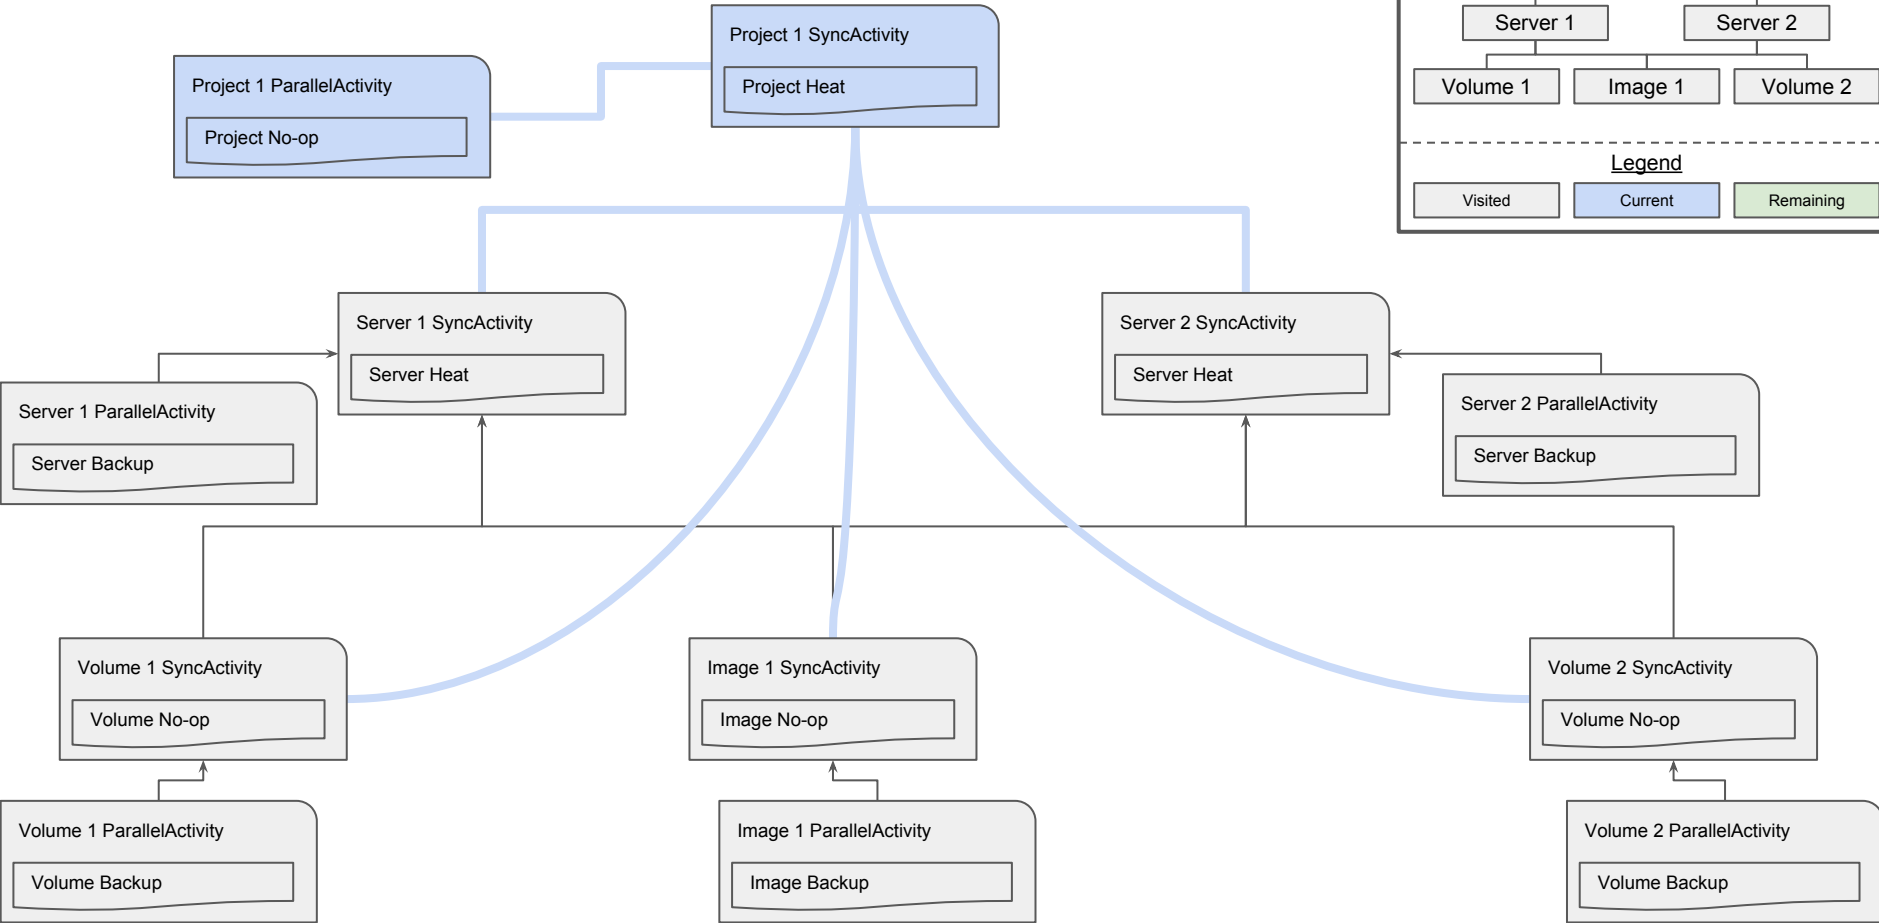 Project 1 SyncActivity
Project Heat
Project 1 ParallelActivity
Project No-op
Server 1
Server 2
Volume 1
Image 1
Volume 2
Legend
Visited
Current
Remaining
Server 1 SyncActivity
Server Heat
Server 2 SyncActivity
Server Heat
Server 1 ParallelActivity
Server Backup
Server 2 ParallelActivity
Server Backup
Volume 1 SyncActivity
Volume No-op
Image 1 SyncActivity
Image No-op
Volume 2 SyncActivity
Volume No-op
Volume 1 ParallelActivity
Volume Backup
Image 1 ParallelActivity
Image Backup
Volume 2 ParallelActivity
Volume Backup